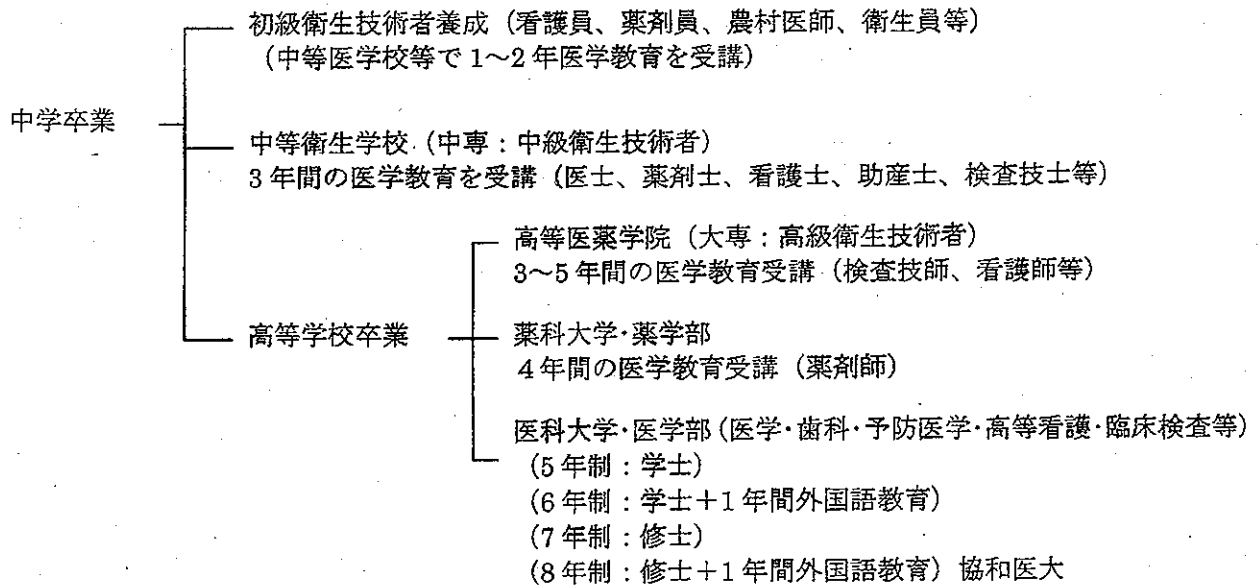 初級衛生技術者養成（看護員、薬剤員、農村医師、衛生員等）
（中等医学校等で1～2年医学教育を受講）
中学卒業
中等衛生学校（中専：中級衛生技術者）
3年間の医学教育を受講（医士、薬剤士、看護士、助産士、検査技士等）
高等医薬学院（大専：高級衛生技術者）
3～5年間の医学教育受講（検査技師、看護師等）
高等学校卒業
薬科大学・薬学部
4年間の医学教育受講（薬剤師）
医科大学・医学部（医学・歯科・予防医学・高等看護・臨床検査等）
（5年制：学士）
（6年制：学士＋1年間外国語教育）
（7年制：修士）
（8年制：修士＋1年間外国語教育）協和医大